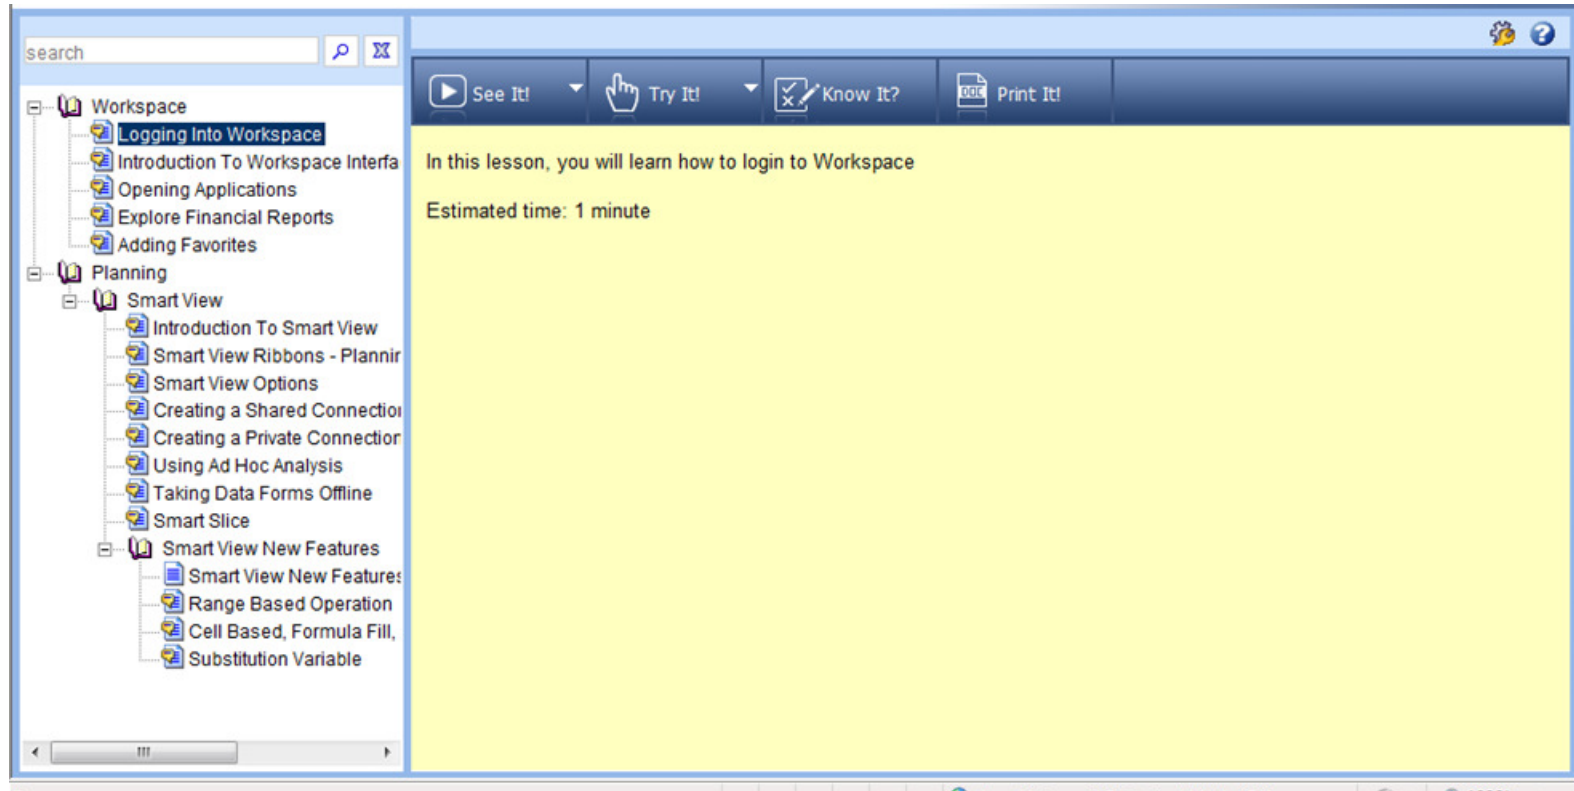 search
Workspace
Logging Into Workspace
Introduction To Workspace Interfa
Opening Applications
Explore Financial Reports
Adding Favorites
Planning
Smart View
Introduction To Smart View
Smart View Ribbons - Plannin
Smart View Options
Creating a Shared Connection
Creating a Private Connection
Using Ad Hoc Analysis
Taking Data Forms Offline
Smart Slice
Smart View New Features
Smart View New Features
Range Based Operation
Cell Based, Formula Fill,
Substitution Variable
See It!
Try It!
Know It?
DOC
Print It!
In this lesson, you will learn how to login to Workspace
Estimated time: 1 minute